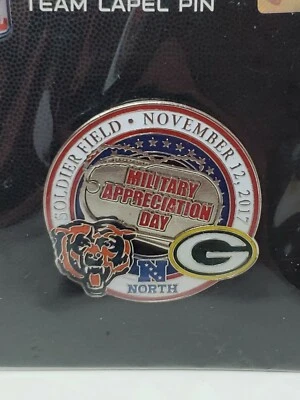 TEAM LAPEL PIN
SOLDIER FIELD • NOVEMBER 12, 2017
MILITARY
APPRECIATION
DAY
G
N
NORTH